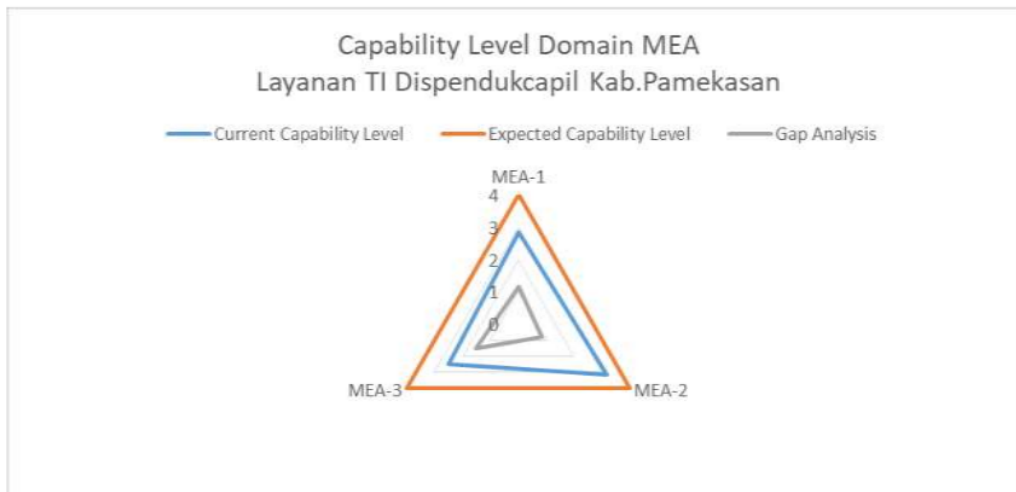 Capability Level Domain MEA
Layanan TI Dispendukcapil Kab.Pamekasan
Current Capability Level
Expected Capability Level
Gap Analysis
MEA-1
4
3
2
1
0
MEA-3
MEA-2